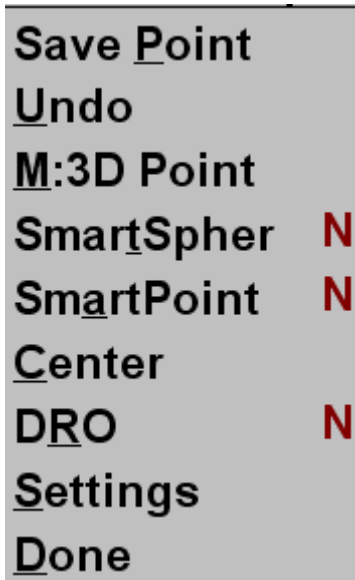 Save Point
Undo
M:3D Point
SmartSpher N
SmartPoint N
Center
DRO N
Settings
Done